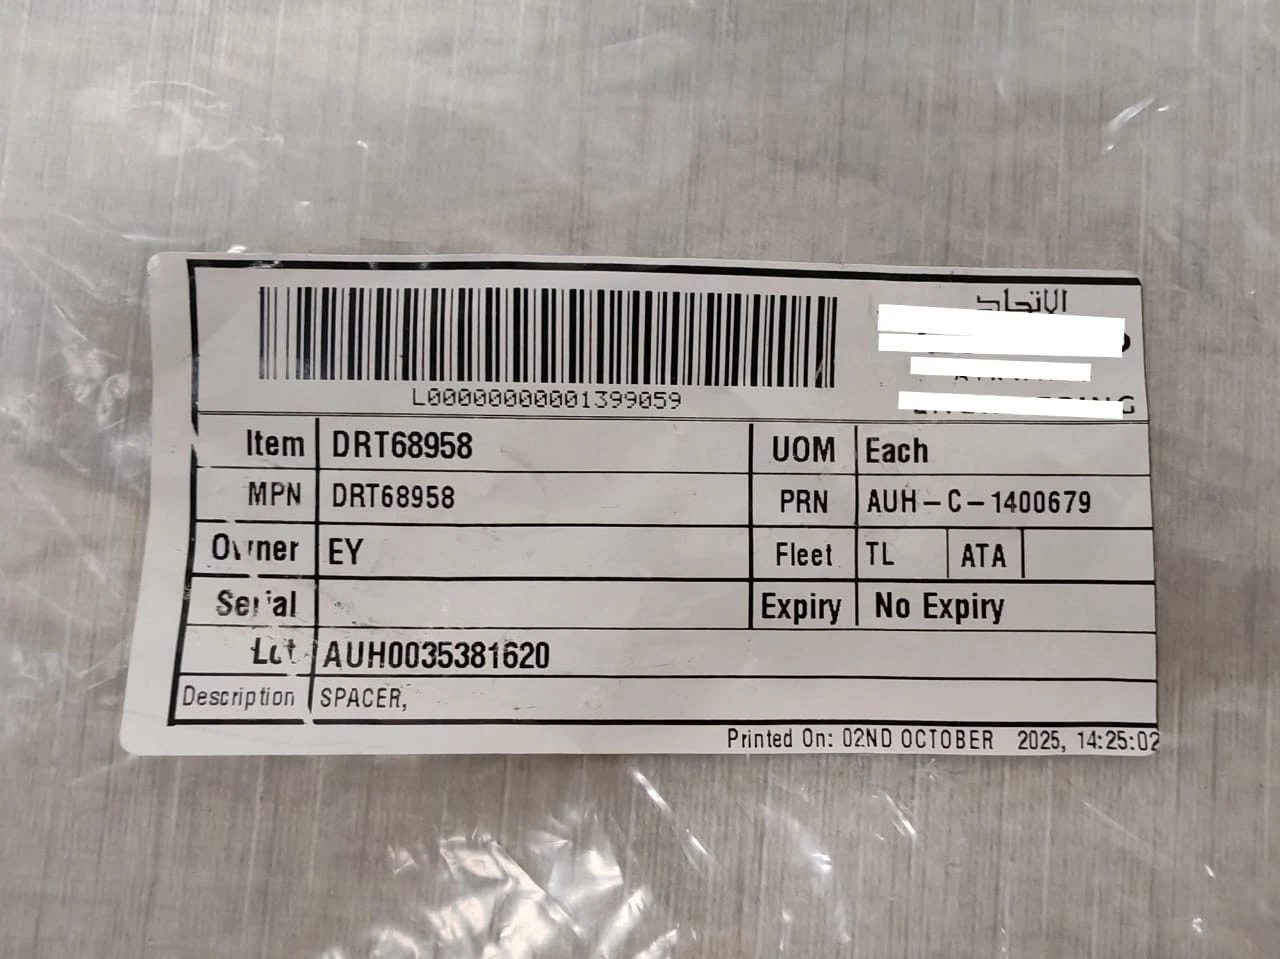 الاتحاد
L00000000001399059
Item DRT68958 UOM Each
MPN DRT68958 PRN AUH-C-1400679
Owner EY Fleet TL ATA
Serial Expiry No Expiry
Lot AUH0035381620
Description SPACER,
Printed On: 02ND OCTOBER 2025, 14:25:02